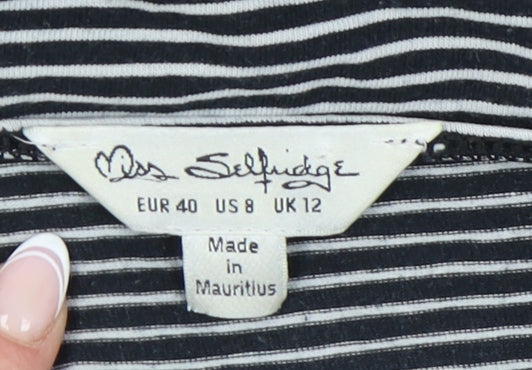 Miss Selfridge
EUR 40 US 8 UK 12
Made
in
Mauritius